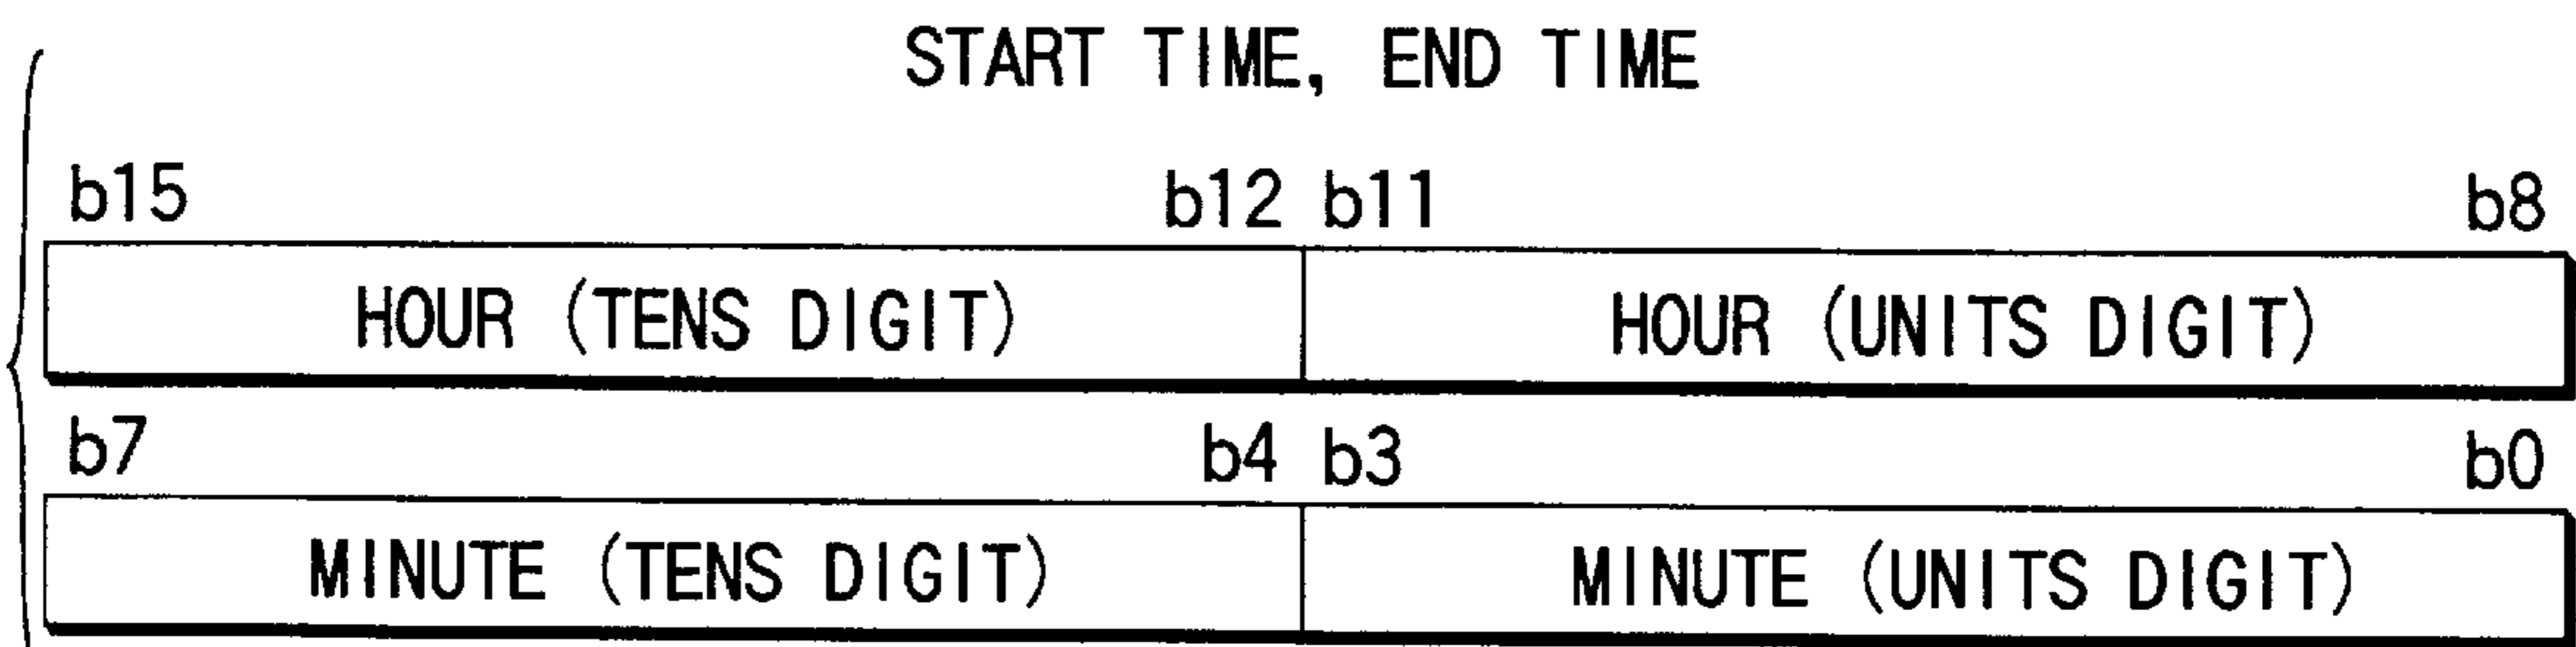 START TIME, END TIME
b15 b12 b11 b8
HOUR (TENS DIGIT) HOUR (UNITS DIGIT)
b7 b4 b3 b0
MINUTE (TENS DIGIT) MINUTE (UNITS DIGIT)